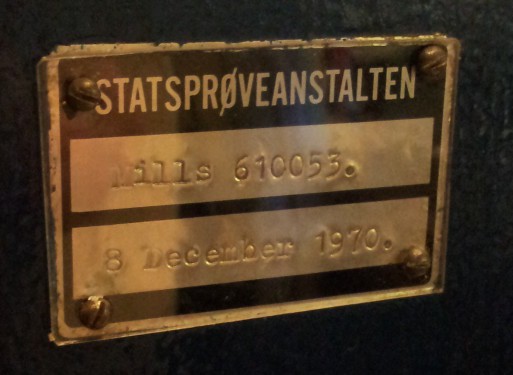 STATSPRØVEANSTALTEN
Mills 610053.
8 December 1970.